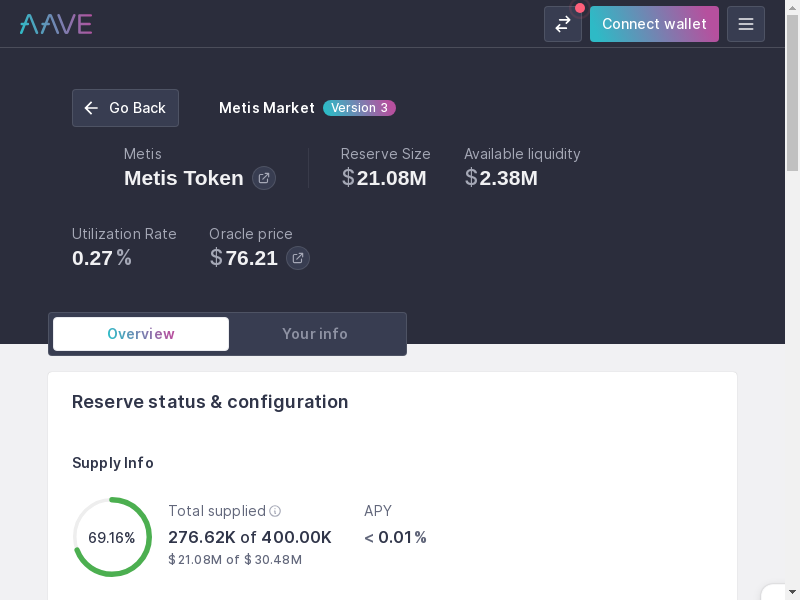 AAVE
Connect wallet
Go Back
Metis Market
Version 3
Metis
Metis Token
Reserve Size
$21.08M
Available liquidity
$2.38M
Utilization Rate
0.27%
Oracle price
$76.21
Overview
Your info
Reserve status & configuration
Supply Info
69.16%
Total supplied
276.62K of 400.00K
$21.08M of $30.48M
APY
< 0.01%